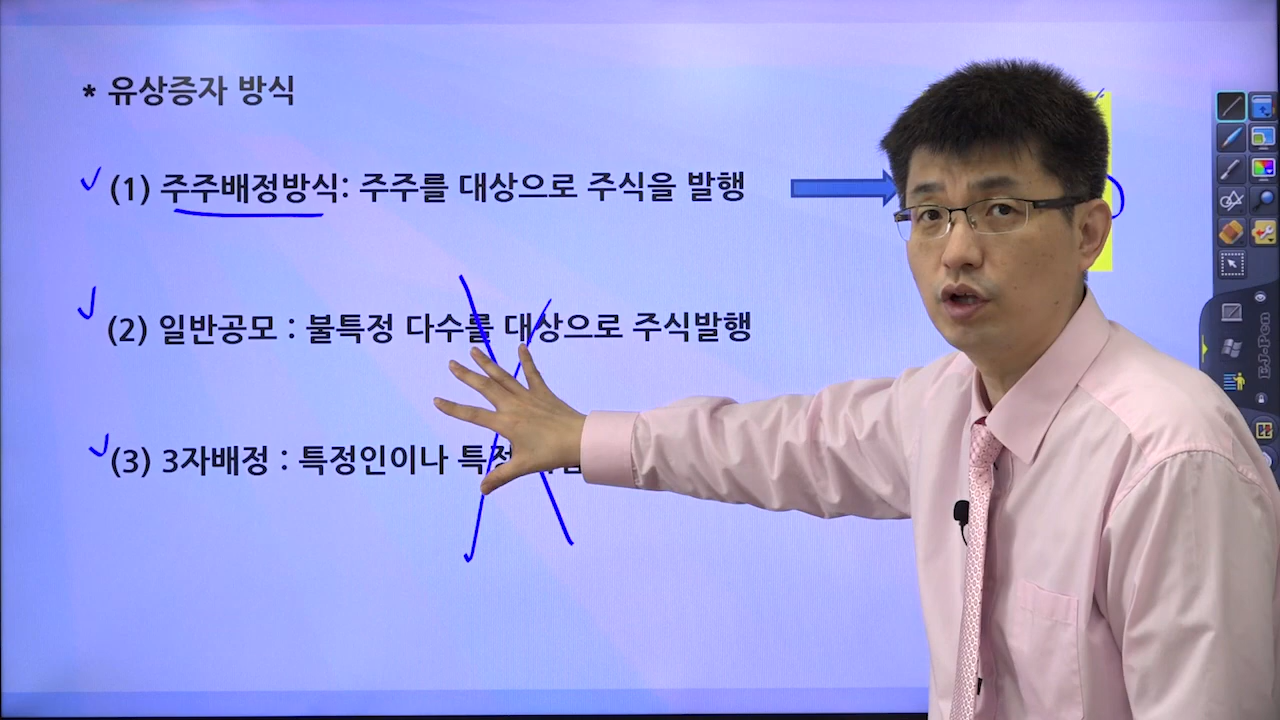 * 유상증자 방식
(1) 주주배정방식: 주주를 대상으로 주식을 발행
(2) 일반공모 : 불특정 다수를 대상으로 주식발행
(3) 3자배정 : 특정인이나 특정
EJ-Pen